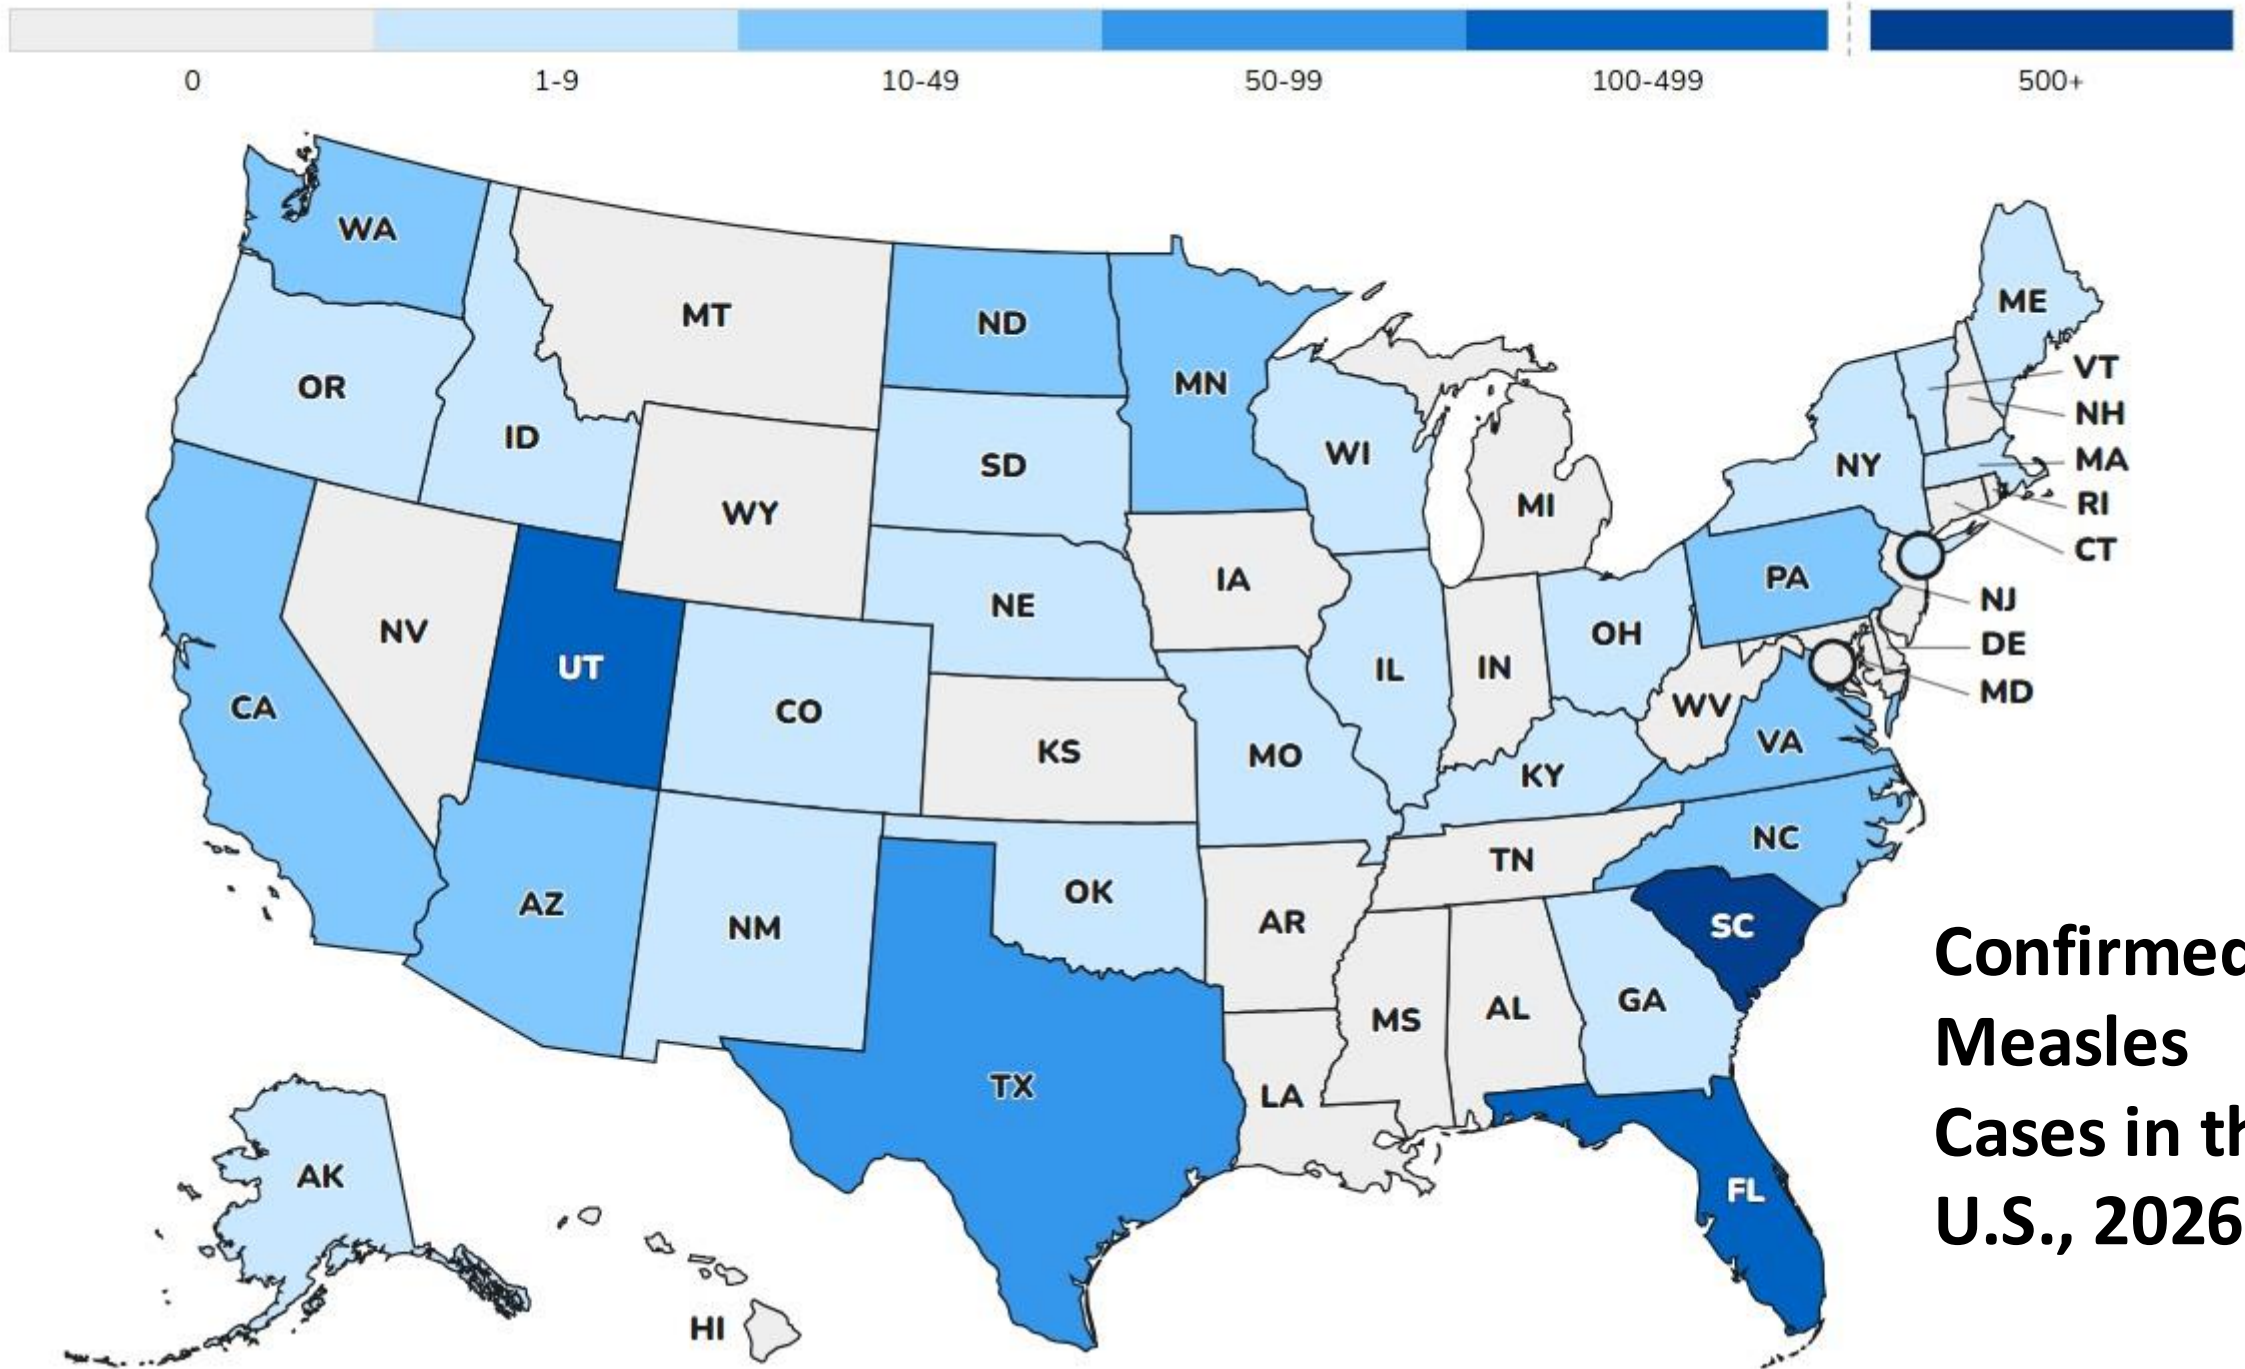 0 1-9 10-49 50-99 100-499 500+
WA
MT
ND
MN
ME
VT
NH
OR
ID
SD
WI
NY
MA
RI
CT
WY
MI
PA
IA
NE
NJ
DE
MD
NV
UT
CO
IL
IN
OH
WV
VA
CA
KS
MO
KY
NC
TN
AZ
NM
OK
AR
SC
MS
AL
GA
TX
LA
AK
FL
HI
Confirmed
Measles
Cases in th
U.S., 2026